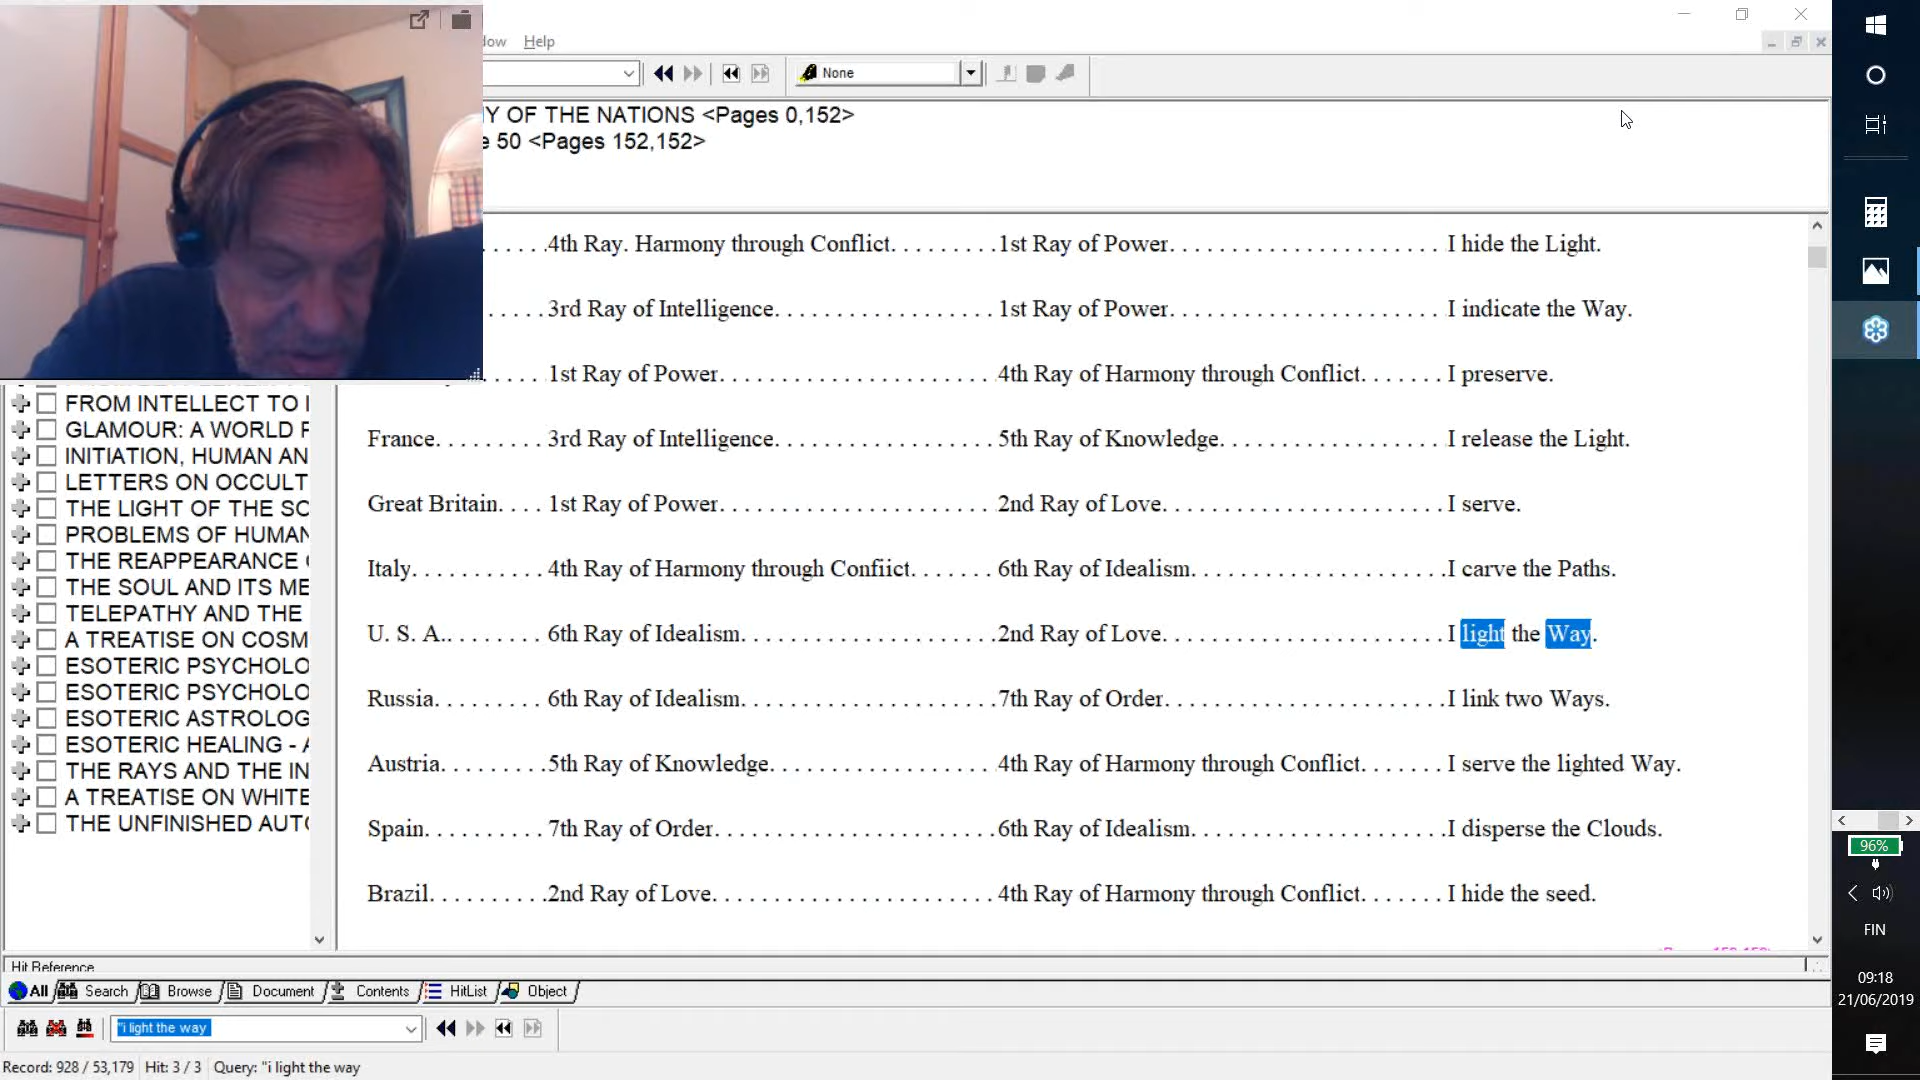 Help
None
Y OF THE NATIONS <Pages 0,152>
e 50 <Pages 152,152>
. . . . . .4th Ray. Harmony through Conflict. . . . . . . . .1st Ray of Power. . . . . . . . . . . . . . . . . . . . . . I hide the Light.
. . . . . 3rd Ray of Intelligence. . . . . . . . . . . . . . . . . . 1st Ray of Power. . . . . . . . . . . . . . . . . . . . . . I indicate the Way.
. . . . . 1st Ray of Power. . . . . . . . . . . . . . . . . . . . . . 4th Ray of Harmony through Conflict. . . . . . . I preserve.
France. . . . . . . . . 3rd Ray of Intelligence. . . . . . . . . . . . . . . . . . 5th Ray of Knowledge. . . . . . . . . . . . . . . . . . I release the Light.
Great Britain. . . . 1st Ray of Power. . . . . . . . . . . . . . . . . . . . . . 2nd Ray of Love. . . . . . . . . . . . . . . . . . . . . . . I serve.
Italy. . . . . . . . . . . 4th Ray of Harmony through Confiict. . . . . . . 6th Ray of Idealism. . . . . . . . . . . . . . . . . . . . .I carve the Paths.
U. S. A.. . . . . . . . 6th Ray of Idealism. . . . . . . . . . . . . . . . . . . . .2nd Ray of Love. . . . . . . . . . . . . . . . . . . . . . . I light the Way.
Russia. . . . . . . . . 6th Ray of Idealism. . . . . . . . . . . . . . . . . . . . .7th Ray of Order. . . . . . . . . . . . . . . . . . . . . . .I link two Ways.
Austria. . . . . . . . .5th Ray of Knowledge. . . . . . . . . . . . . . . . . . 4th Ray of Harmony through Conflict. . . . . . . I serve the lighted Way.
Spain. . . . . . . . . . 7th Ray of Order. . . . . . . . . . . . . . . . . . . . . . .6th Ray of Idealism. . . . . . . . . . . . . . . . . . . . .I disperse the Clouds.
Brazil. . . . . . . . . .2nd Ray of Love. . . . . . . . . . . . . . . . . . . . . . . 4th Ray of Harmony through Conflict. . . . . . . I hide the seed.
FROM INTELLECT TO I
GLAMOUR: A WORLD P
INITIATION, HUMAN AN
LETTERS ON OCCULT
THE LIGHT OF THE SO
PROBLEMS OF HUMAN
THE REAPPEARANCE
THE SOUL AND ITS ME
TELEPATHY AND THE
A TREATISE ON COSM
ESOTERIC PSYCHOLO
ESOTERIC PSYCHOLO
ESOTERIC ASTROLOG
ESOTERIC HEALING - A
THE RAYS AND THE IN
A TREATISE ON WHITE
THE UNFINISHED AUTO
Hit Reference
All Search Browse Document Contents HitList Object
"i light the way
Record: 928 / 53,179 Hit: 3 / 3 Query: "i light the way
96%
FIN
09:18
21/06/2019